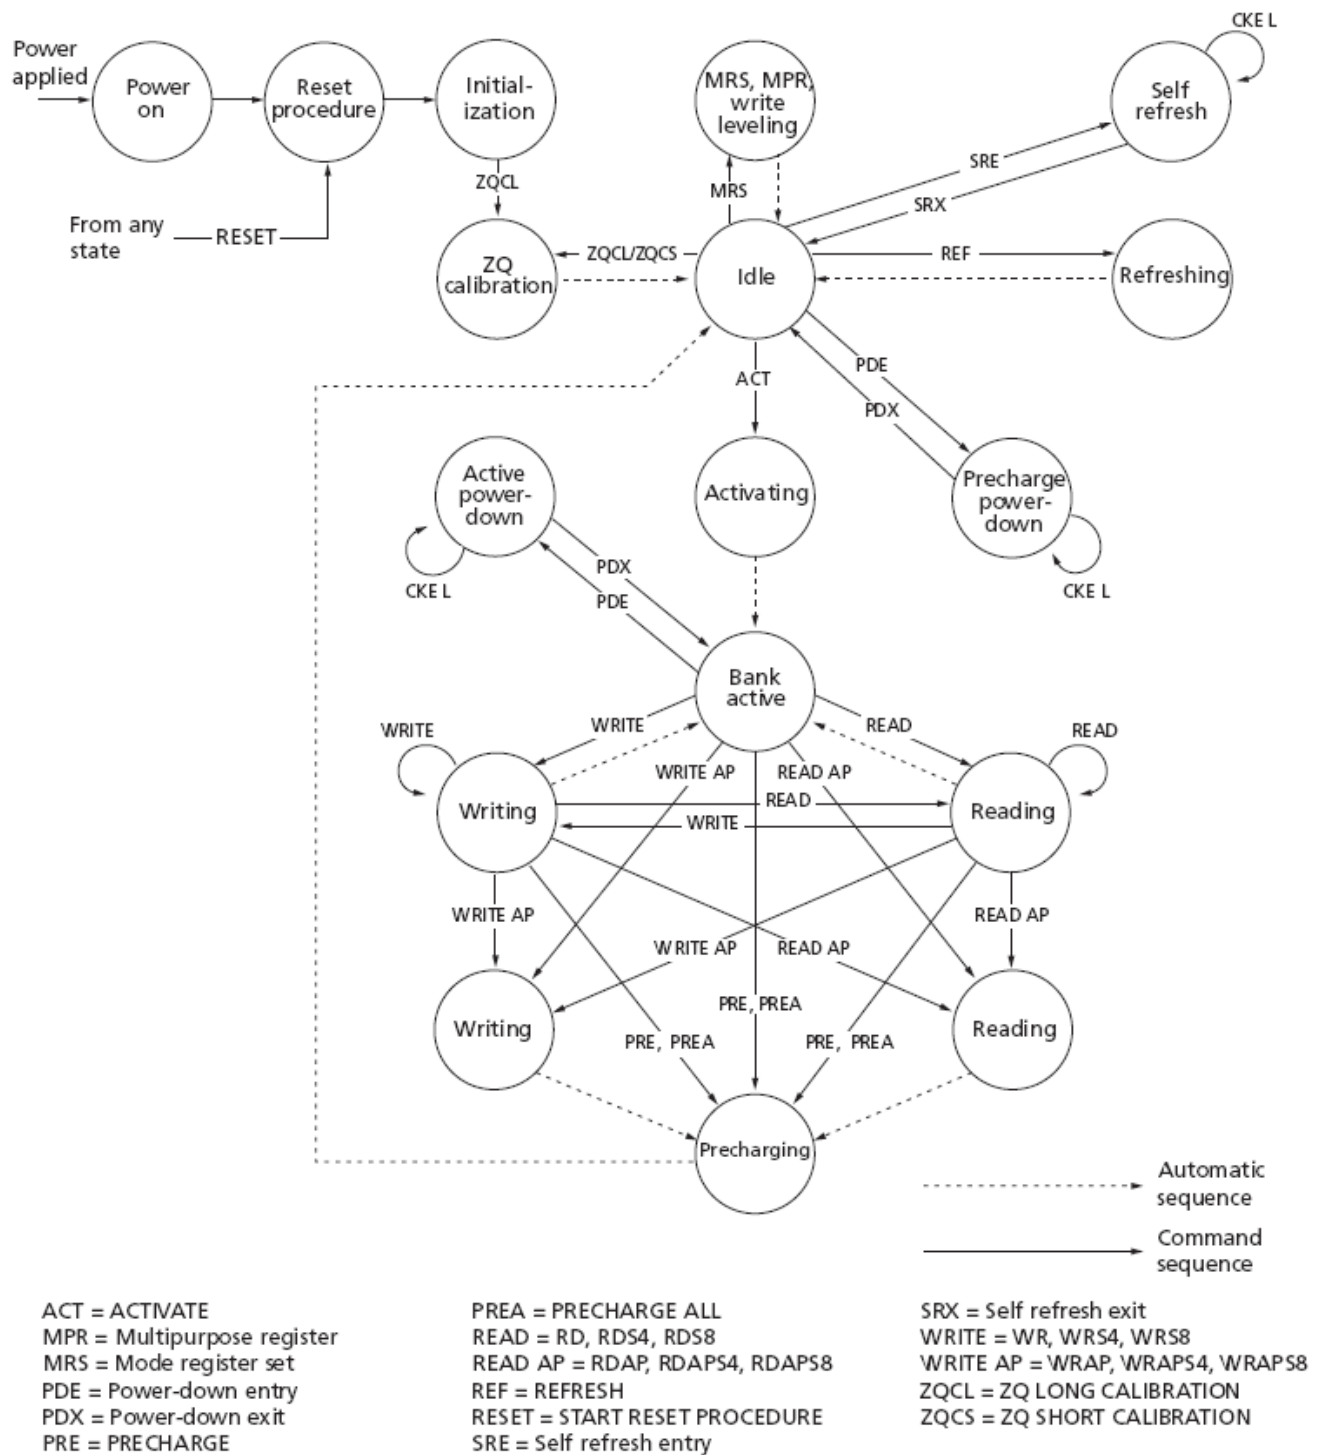 Power
applied
Power
on
Reset
procedure
Initial-
ization
MRS, MPR,
write
leveling
Self
refresh
CKE L
ZQCL
MRS
SRE
SRX
From any
state
RESET
ZQ
calibration
ZQCL/ZQCS
Idle
REF
Refreshing
PDE
PDX
ACT
Active
power-
down
CKE L
Activating
Precharge
power-
down
CKE L
PDX
PDE
Bank
active
WRITE
WRITE
READ
READ
WRITE AP
READ AP
Writing
READ
WRITE
Reading
WRITE AP
READ AP
WRITE AP
READ AP
Writing
PRE, PREA
Reading
PRE, PREA
PRE, PREA
Precharging
Automatic
sequence
Command
sequence
ACT = ACTIVATE
MPR = Multipurpose register
MRS = Mode register set
PDE = Power-down entry
PDX = Power-down exit
PRE = PRECHARGE
PREA = PRECHARGE ALL
READ = RD, RDS4, RDS8
READ AP = RDAP, RDAPS4, RDAPS8
REF = REFRESH
RESET = START RESET PROCEDURE
SRE = Self refresh entry
SRX = Self refresh exit
WRITE = WR, WRS4, WRS8
WRITE AP = WRAP, WRAPS4, WRAPS8
ZQCL = ZQ LONG CALIBRATION
ZQCS = ZQ SHORT CALIBRATION